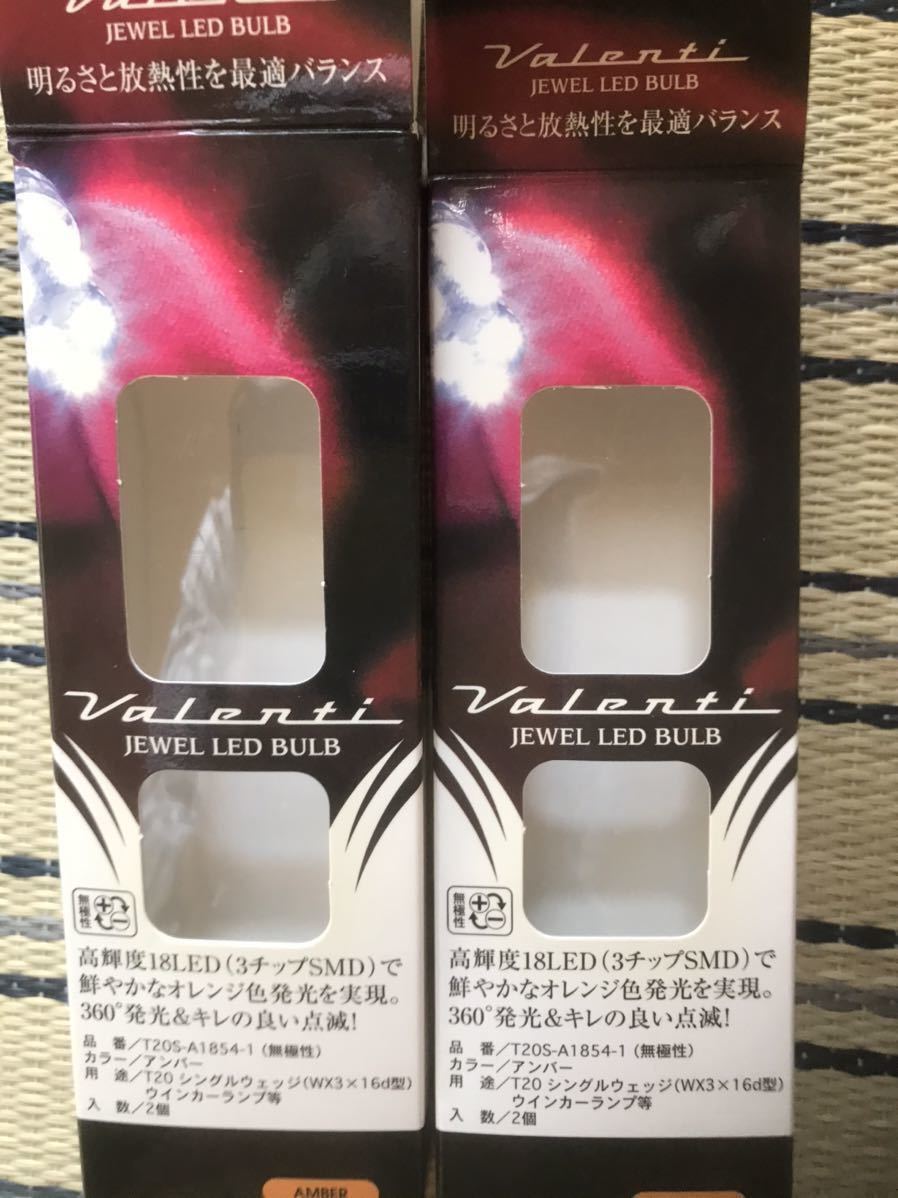 Valenti
JEWEL LED BULB
明るさと放熱性を最適バランス
Valenti
JEWEL LED BULB
無極性
高輝度18LED（3チップSMD）で
鮮やかなオレンジ色発光を実現。
360°発光&キレの良い点滅！
品　番／T20S-A1854-1（無極性）
カラー／アンバー
用　途／T20 シングルウェッジ（WX3×16d型）
ウインカーランプ等
入　数／2個
AMBER
Valenti
JEWEL LED BULB
明るさと放熱性を最適バランス
Valenti
JEWEL LED BULB
無極性
高輝度18LED（3チップSMD）で
鮮やかなオレンジ色発光を実現。
360°発光&キレの良い点滅！
品　番／T20S-A1854-1（無極性）
カラー／アンバー
用　途／T20 シングルウェッジ（WX3×16d型）
ウインカーランプ等
入　数／2個